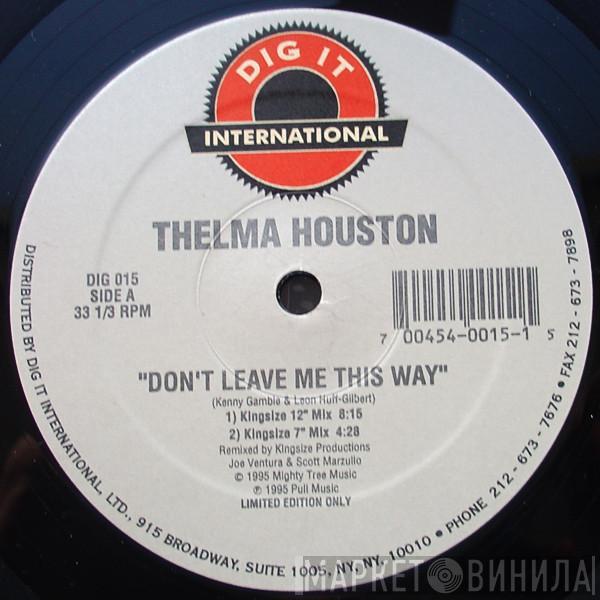 DIG IT
INTERNATIONAL
THELMA HOUSTON
DIG 015
SIDE A
33 1/3 RPM
7 00454-0015-1 5
"DON'T LEAVE ME THIS WAY"
(Kenny Gamble & Leon Huff-Gilbert)
1) Kingsize 12" Mix 8:15
2) Kingsize 7" Mix 4:28
Remixed by Kingsize Productions
Joe Ventura & Scott Marzullo
© 1995 Mighty Tree Music
℗ 1995 Pull Music
LIMITED EDITION ONLY
DISTRIBUTED BY DIG IT INTERNATIONAL, LTD., 915 BROADWAY, SUITE 1005, NY, NY, 10010 • PHONE 212 - 673 - 7676 • FAX 212 - 673 - 7898
МАРКЕТ ВИНИЛА